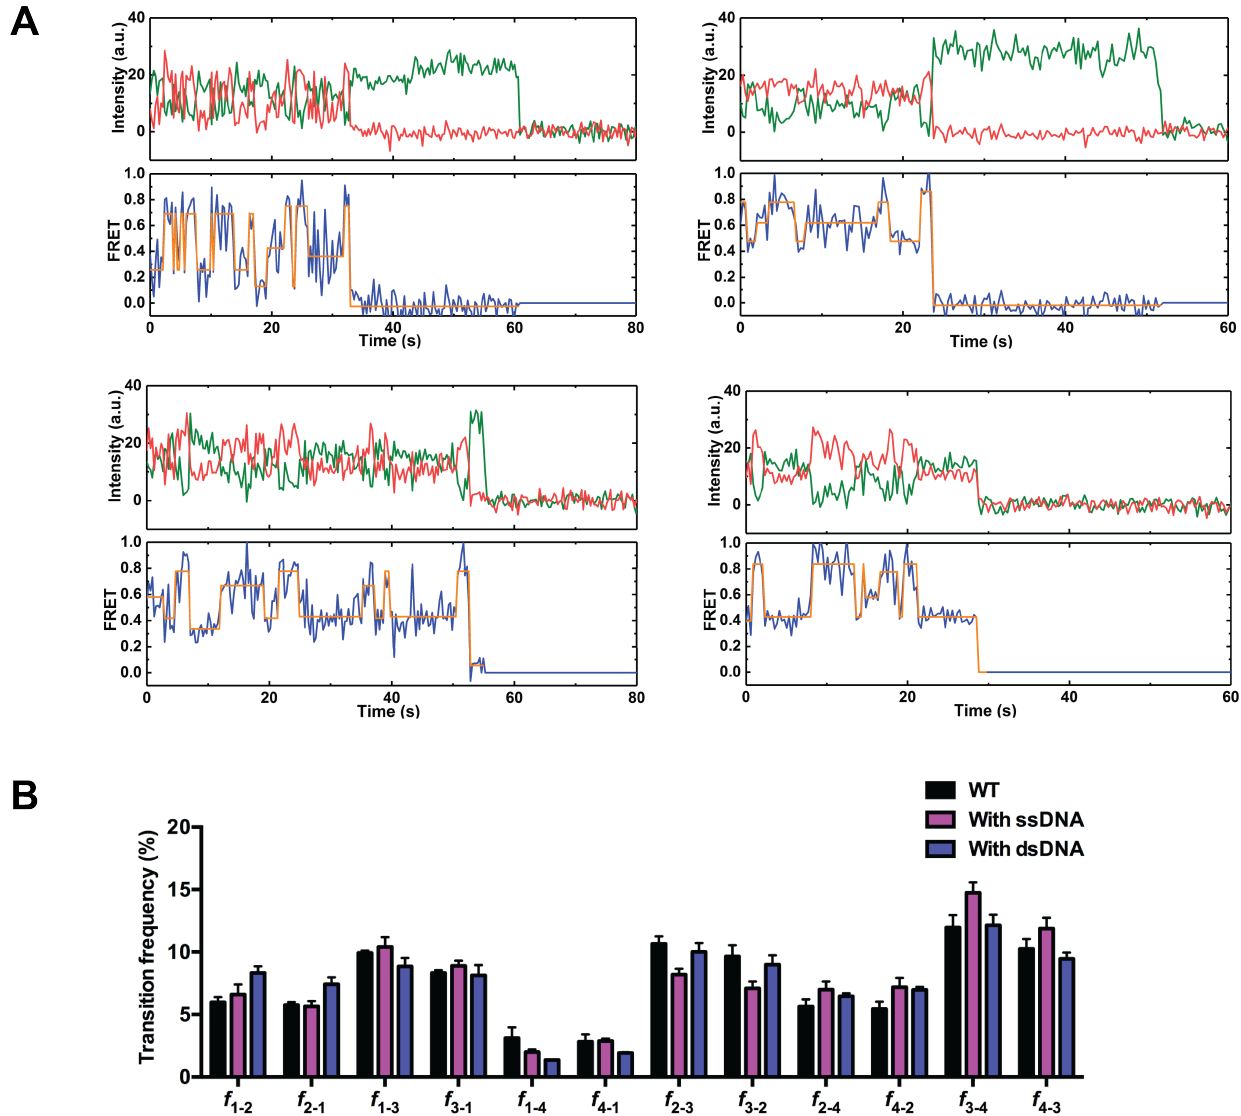 A
Intensity (a.u.)
40
20
0
FRET
1.0
0.8
0.6
0.4
0.2
0.0
0 20 40 60 80
Time (s)
Intensity (a.u.)
40
20
0
FRET
1.0
0.8
0.6
0.4
0.2
0.0
0 20 40 60
Time (s)
Intensity (a.u.)
40
20
0
FRET
1.0
0.8
0.6
0.4
0.2
0.0
0 20 40 60 80
Time (s)
Intensity (a.u.)
40
20
0
FRET
1.0
0.8
0.6
0.4
0.2
0.0
0 20 40 60
Time (s)
B
WT
With ssDNA
With dsDNA
Transition frequency (%)
20
15
10
5
0
f1-2 f2-1 f1-3 f3-1 f1-4 f4-1 f2-3 f3-2 f2-4 f4-2 f3-4 f4-3